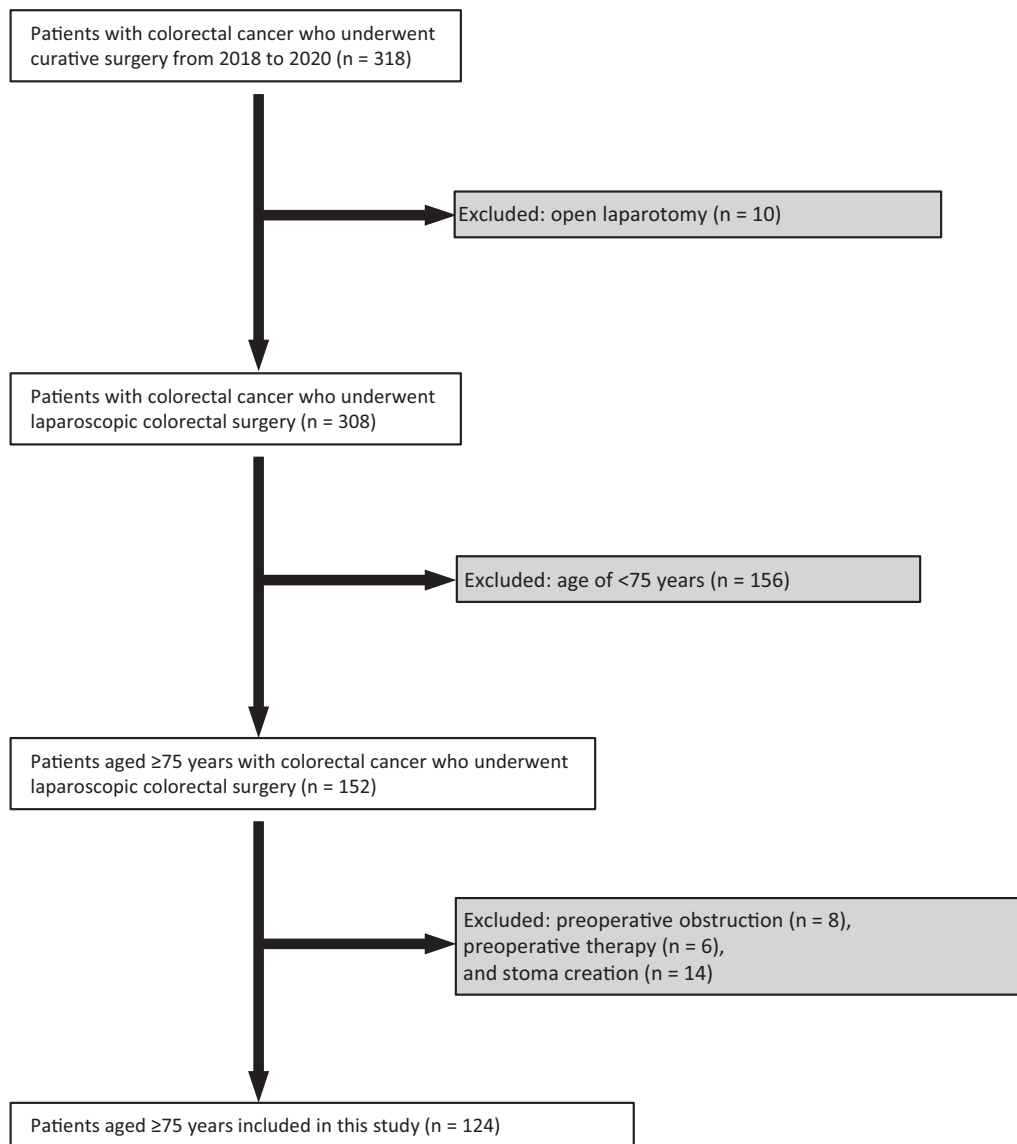 Patients with colorectal cancer who underwent
curative surgery from 2018 to 2020 (n = 318)
Excluded: open laparotomy (n = 10)
Patients with colorectal cancer who underwent
laparoscopic colorectal surgery (n = 308)
Excluded: age of <75 years (n = 156)
Patients aged ≥75 years with colorectal cancer who underwent
laparoscopic colorectal surgery (n = 152)
Excluded: preoperative obstruction (n = 8),
preoperative therapy (n = 6),
and stoma creation (n = 14)
Patients aged ≥75 years included in this study (n = 124)